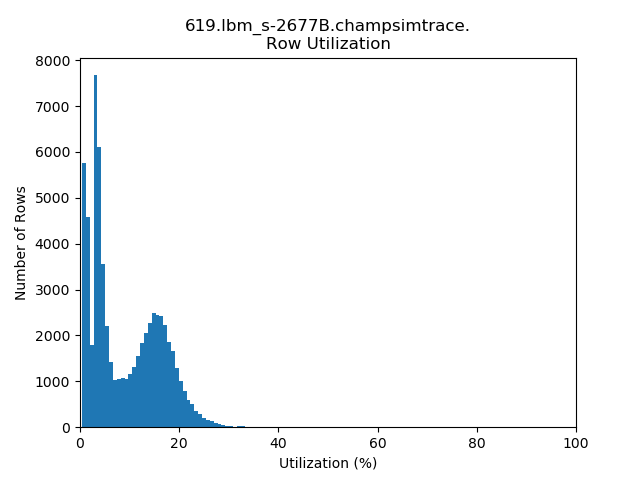 619.lbm_s-2677B.champsimtrace.
Row Utilization
8000
7000
6000
5000
4000
3000
2000
1000
0
Number of Rows
0 20 40 60 80 100
Utilization (%)